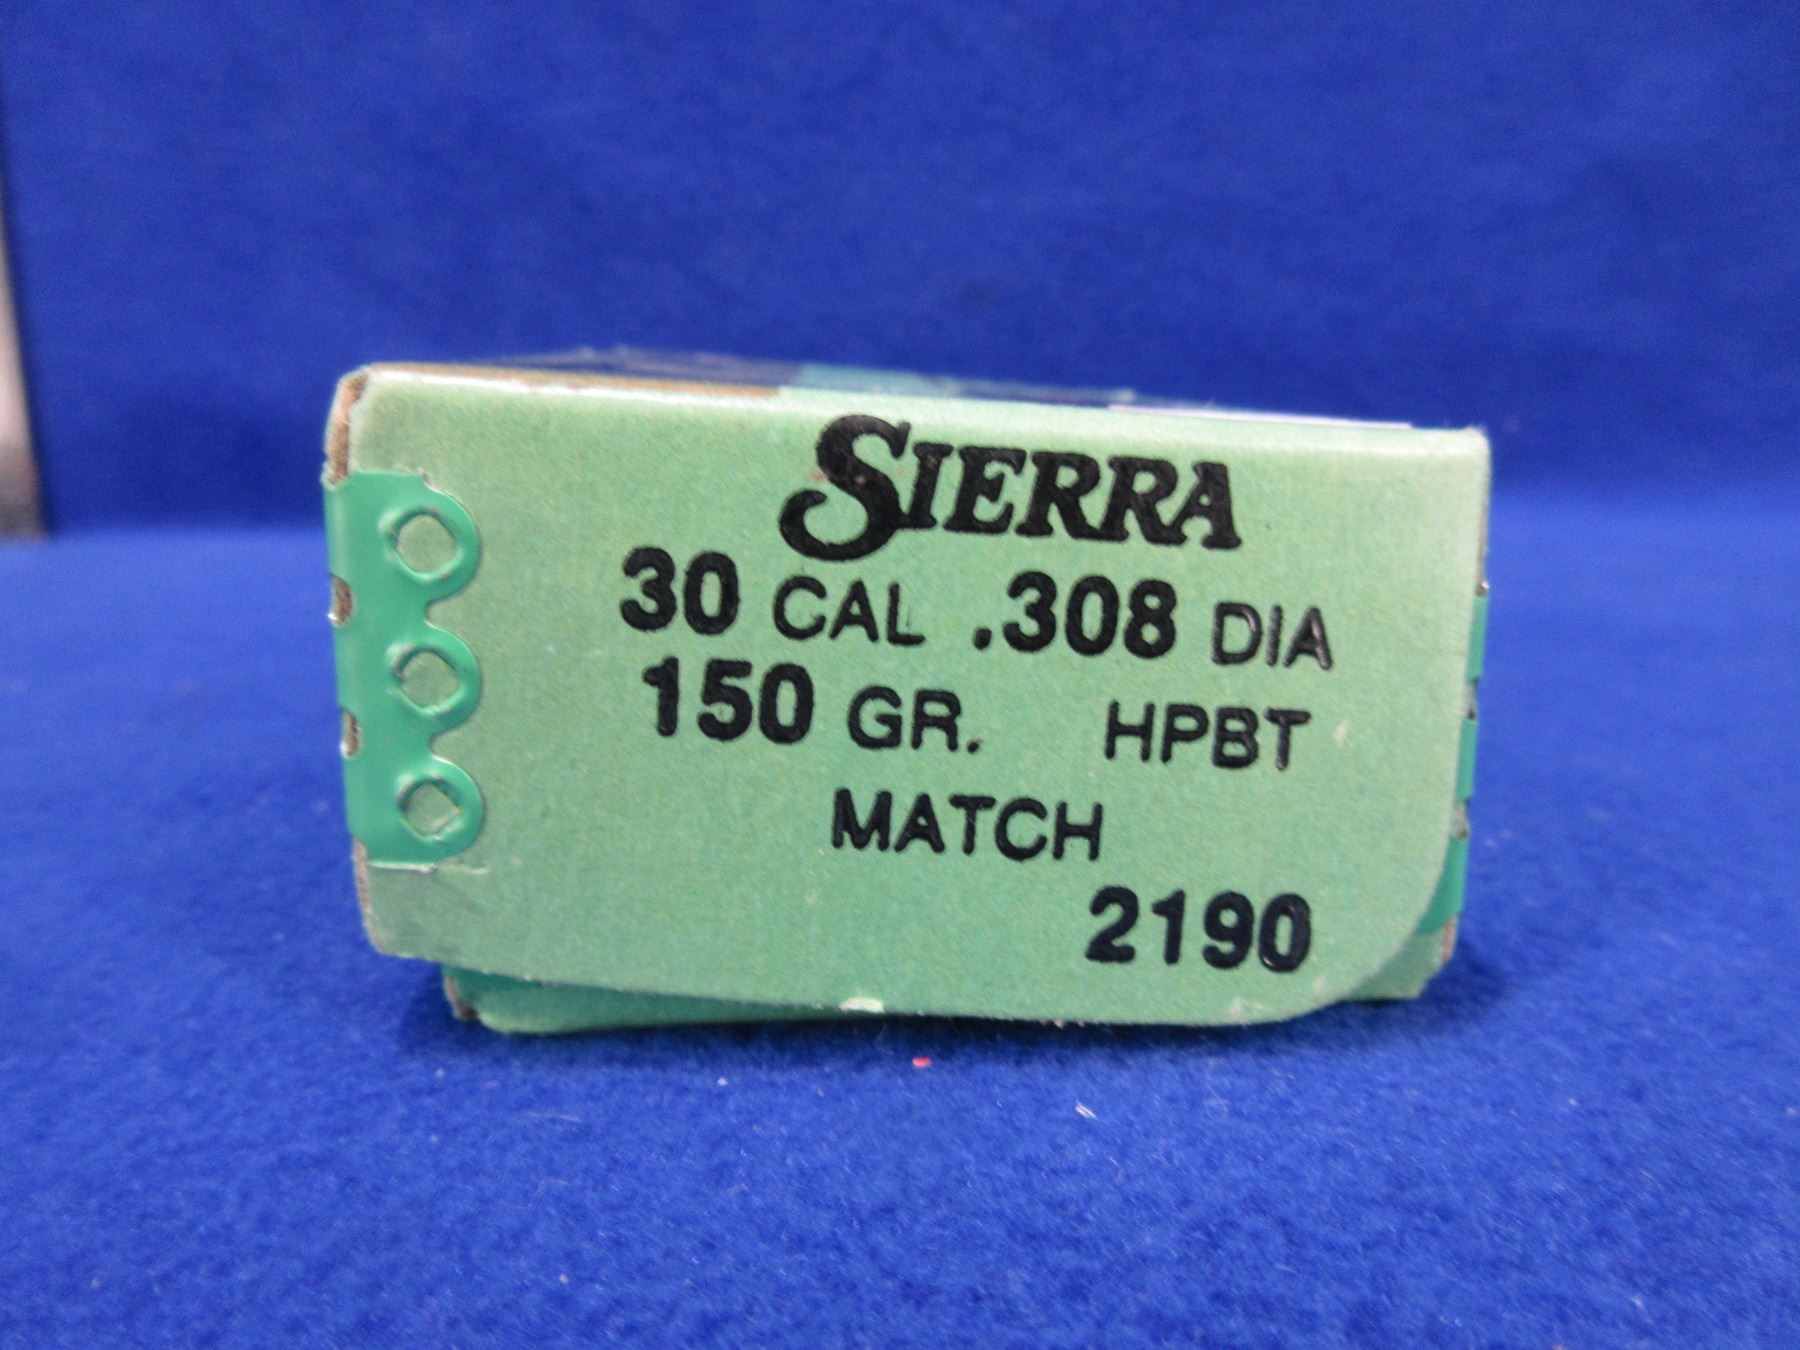 SIERRA
30 CAL .308 DIA
150 GR. HPBT
MATCH
2190